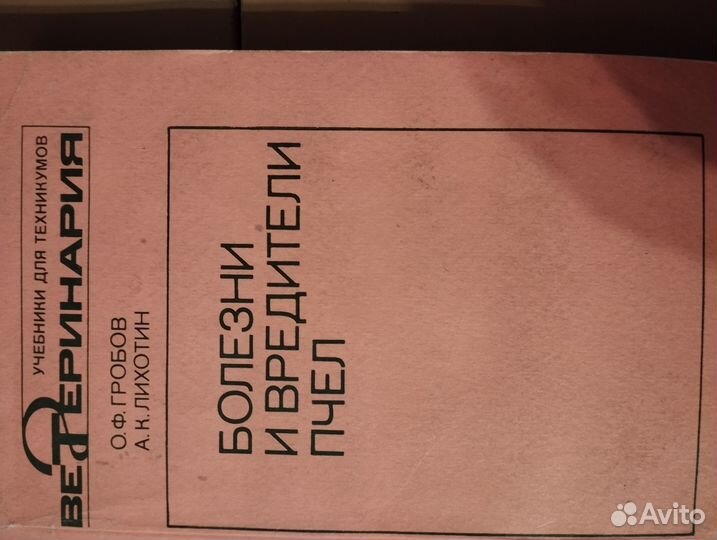 УЧЕБНИКИ ДЛЯ ТЕХНИКУМОВ
ВЕТЕРИНАРИЯ
О.Ф.ГРОБОВ
А.К.ЛИХОТИН
БОЛЕЗНИ
И ВРЕДИТЕЛИ
ПЧЕЛ
Avito